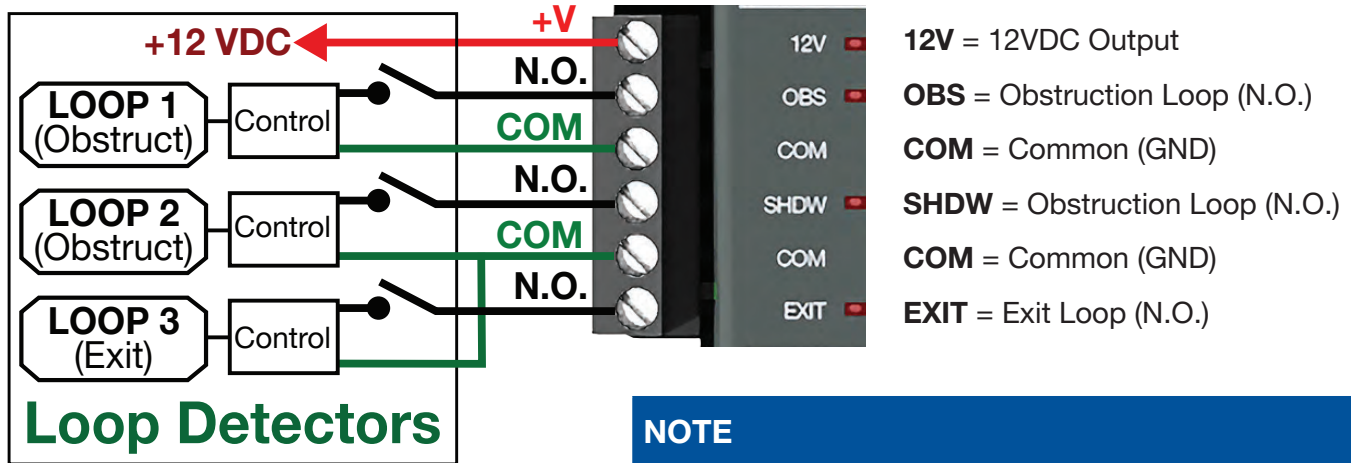 +12 VDC
+V
N.O.
LOOP 1
(Obstruct)
Control
COM
N.O.
LOOP 2
(Obstruct)
Control
COM
N.O.
LOOP 3
(Exit)
Control
Loop Detectors
12V
OBS
COM
SHDW
COM
EXIT
12V = 12VDC Output
OBS = Obstruction Loop (N.O.)
COM = Common (GND)
SHDW = Obstruction Loop (N.O.)
COM = Common (GND)
EXIT = Exit Loop (N.O.)
NOTE